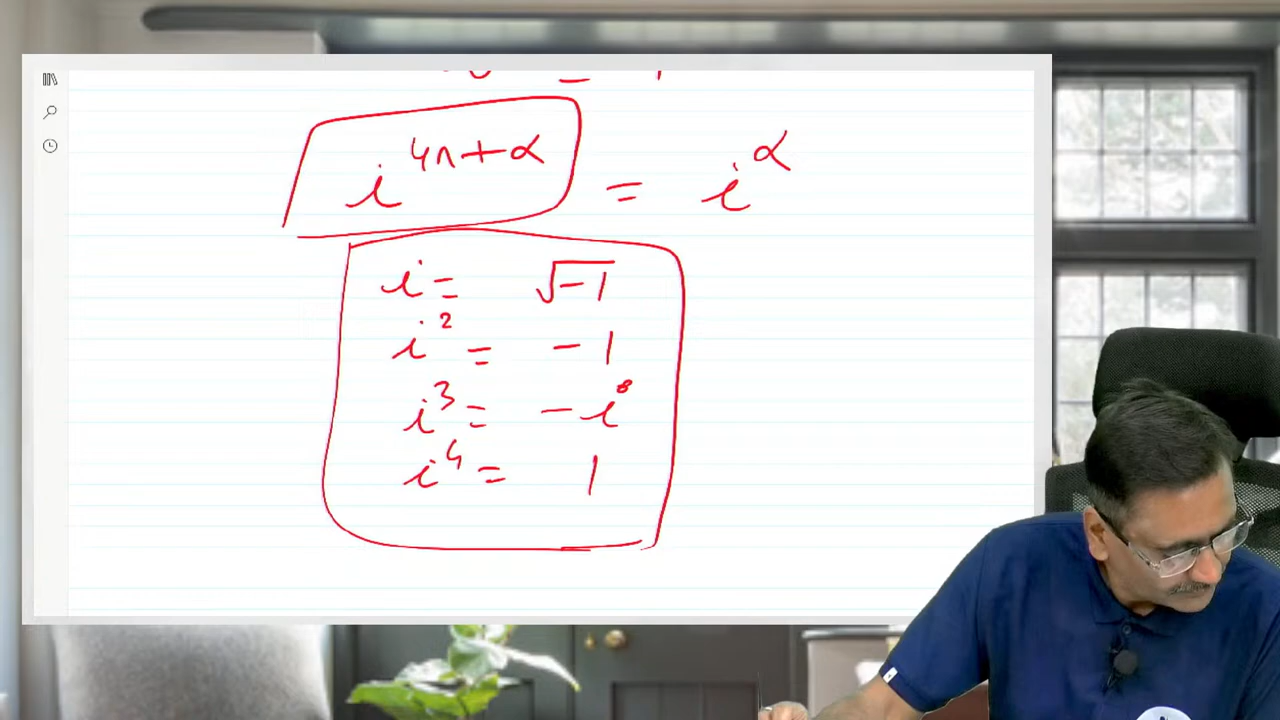 i^{4n+α} = i^α
i = √-1
i² = -1
i³ = -i
i⁴ = 1